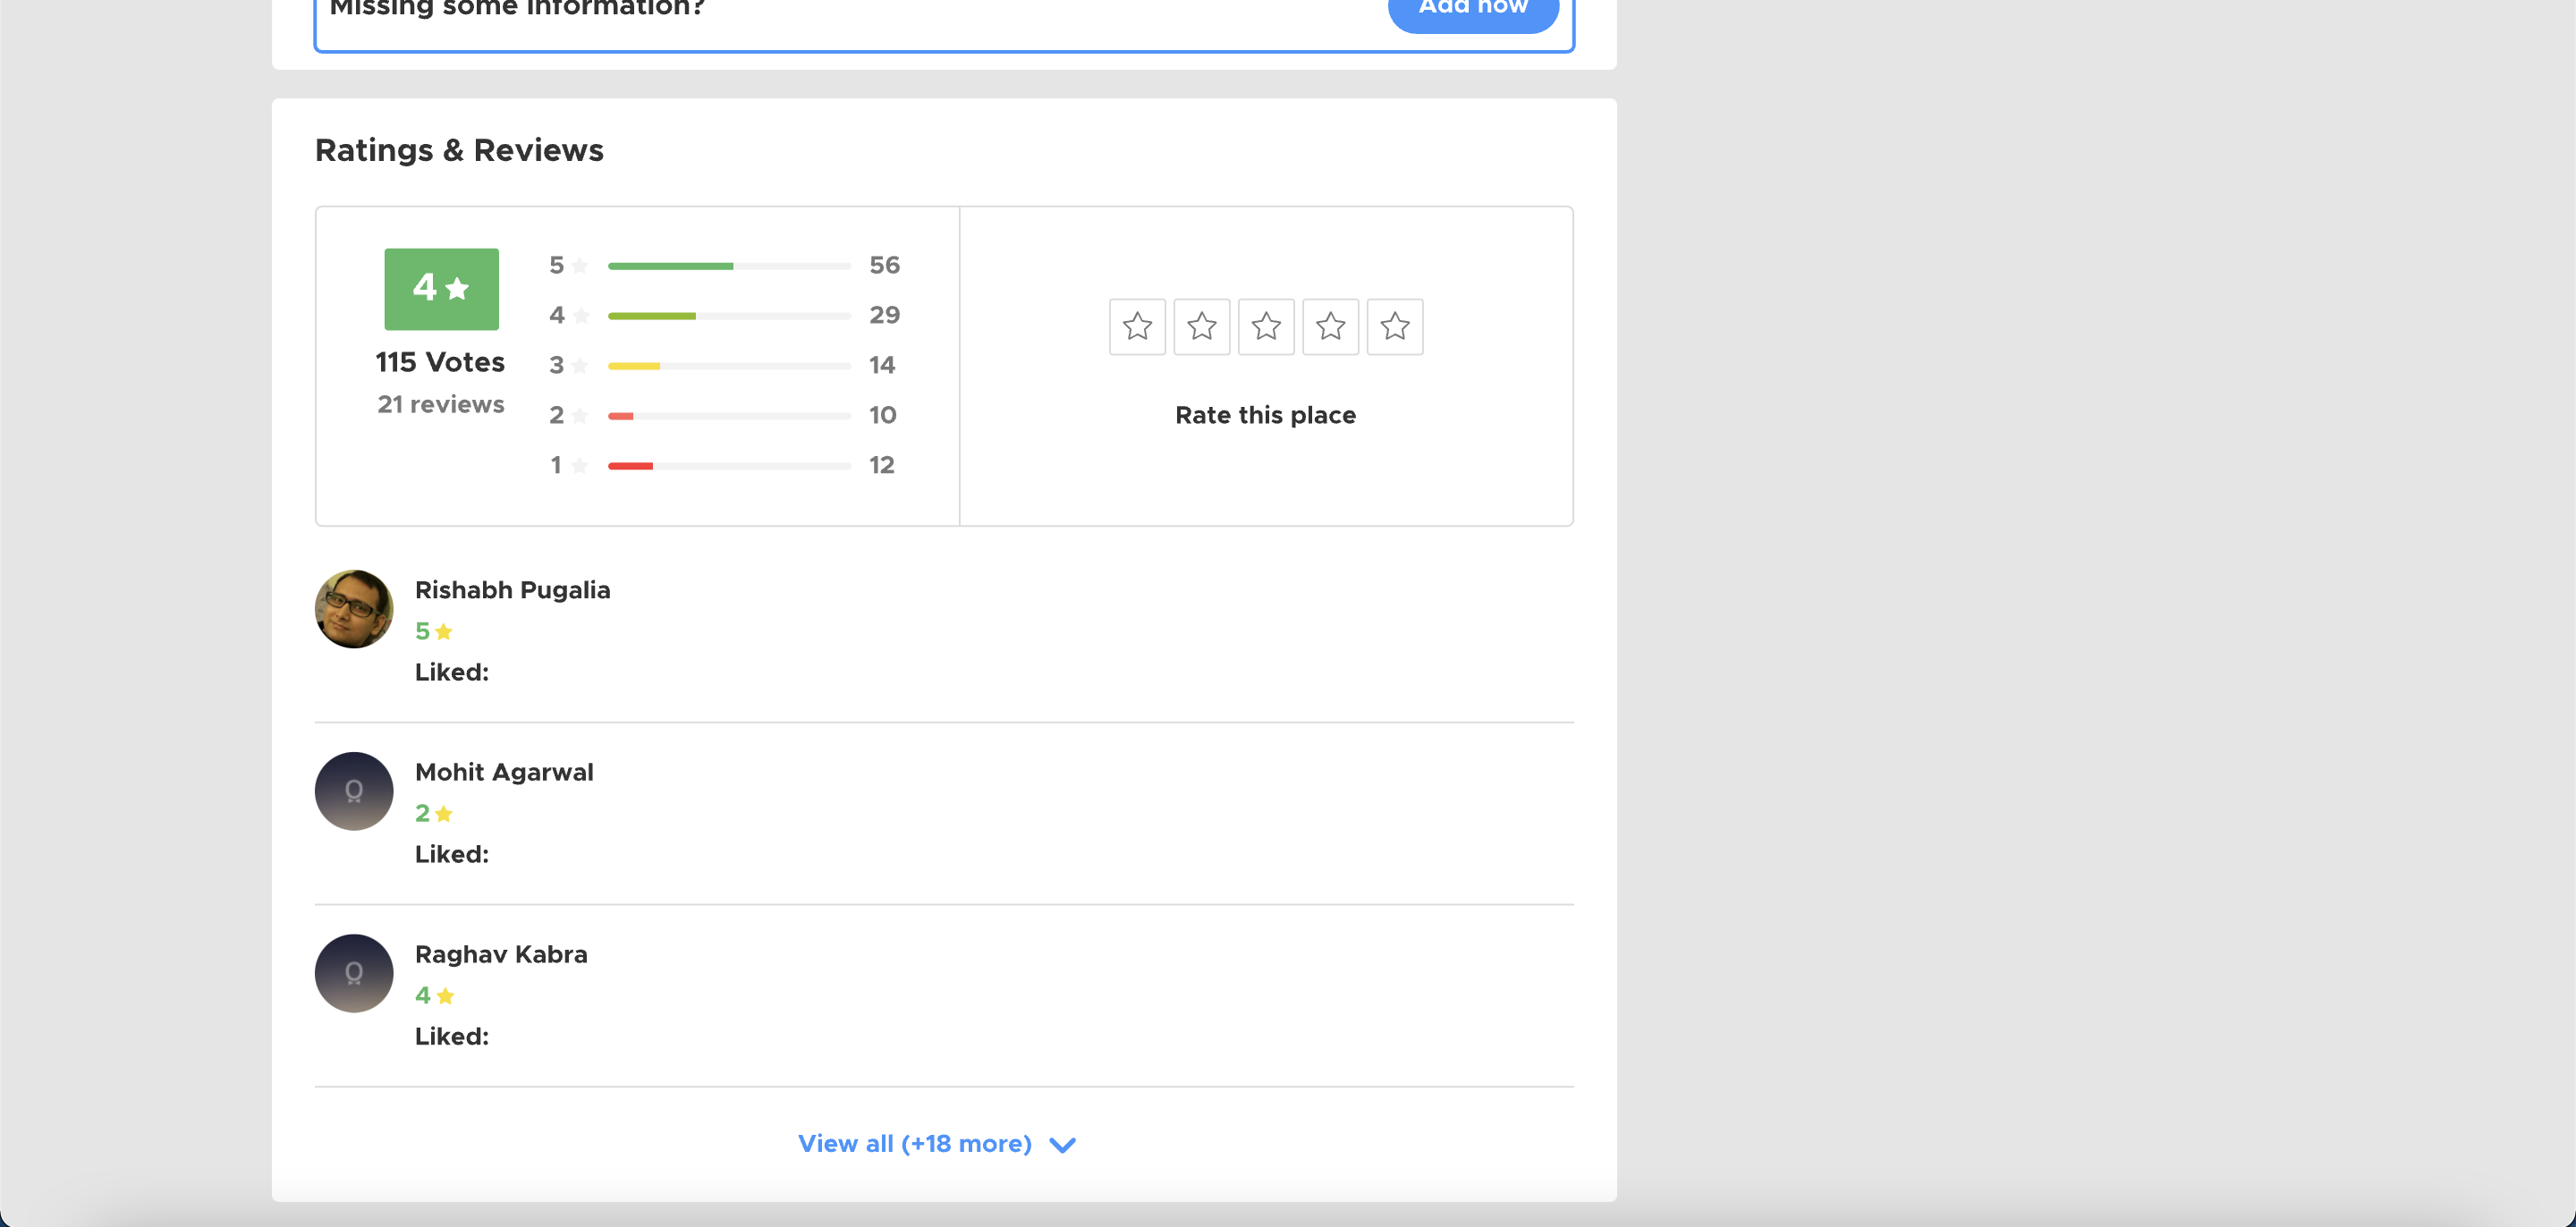 Missing some information?
Add now
Ratings & Reviews
4
115 Votes
21 reviews
5 56
4 29
3 14
2 10
1 12
Rate this place
Rishabh Pugalia
5
Liked:
Mohit Agarwal
2
Liked:
Raghav Kabra
4
Liked:
View all (+18 more)